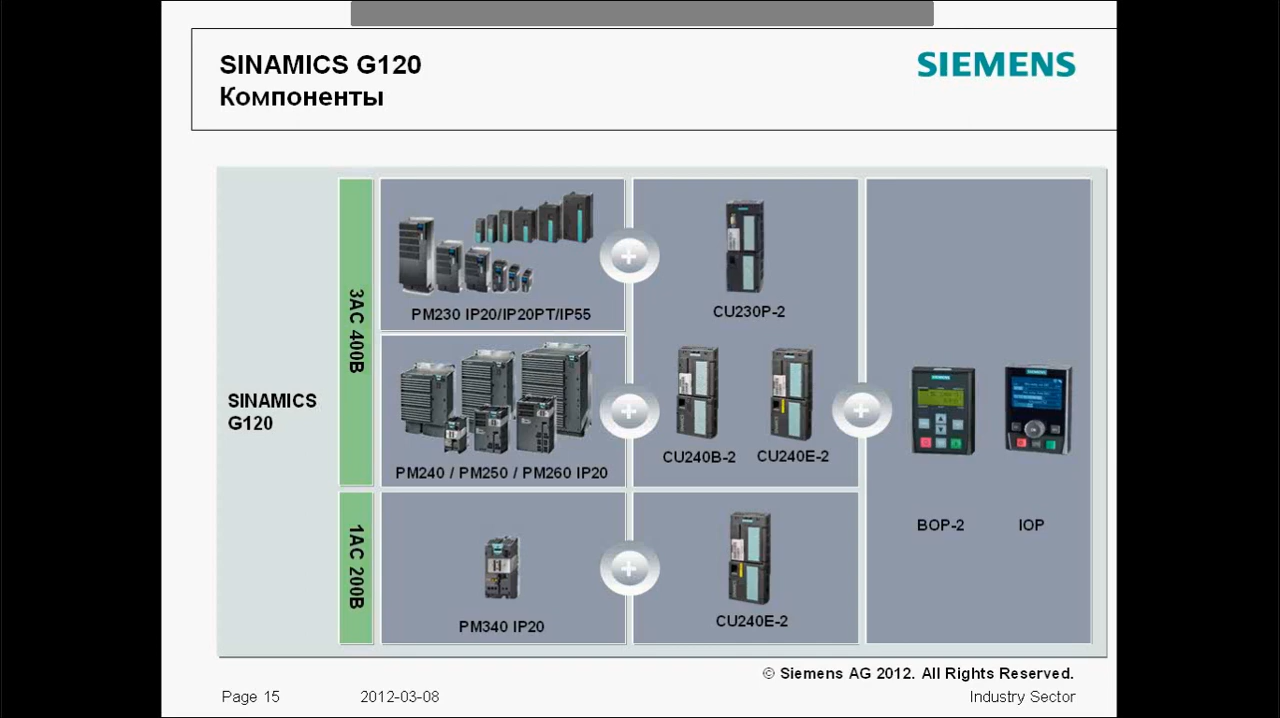 SINAMICS G120
Компоненты
SIEMENS
3AC 400В
PM230 IP20/IP20PT/IP55
CU230P-2
SINAMICS
G120
PM240 / PM250 / PM260 IP20
CU240B-2
CU240E-2
BOP-2
IOP
1AC 200В
PM340 IP20
CU240E-2
© Siemens AG 2012. All Rights Reserved.
Page 15
2012-03-08
Industry Sector